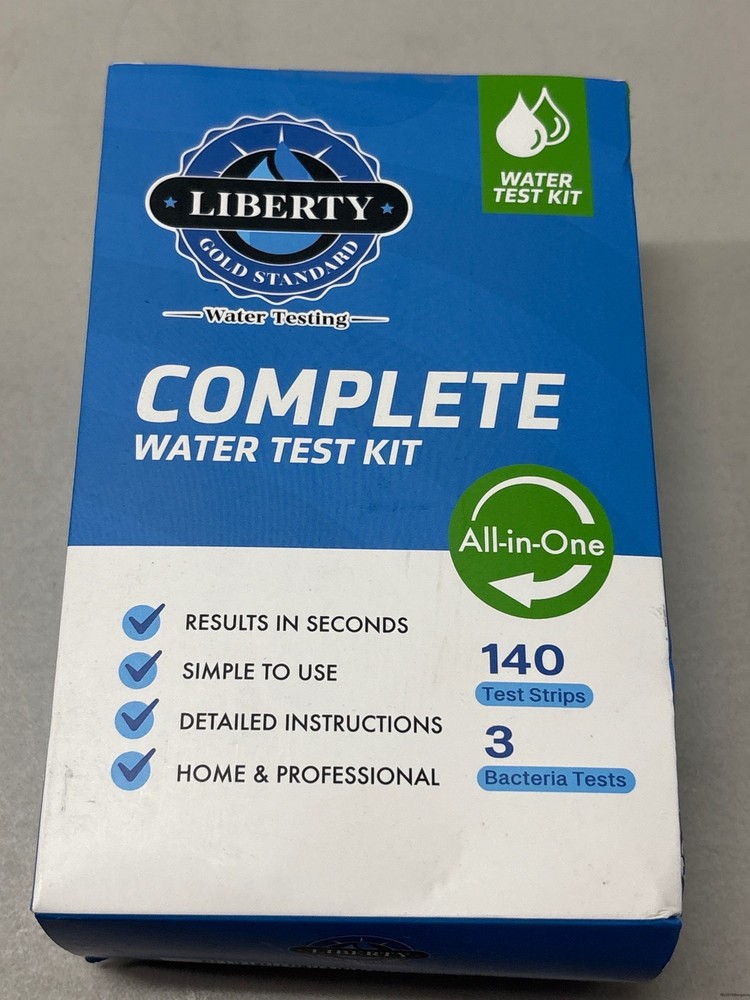 WATER
TEST KIT
LIBERTY
GOLD STANDARD
Water Testing
COMPLETE
WATER TEST KIT
All-in-One
RESULTS IN SECONDS
SIMPLE TO USE
DETAILED INSTRUCTIONS
HOME & PROFESSIONAL
140
Test Strips
3
Bacteria Tests
LIBERTY